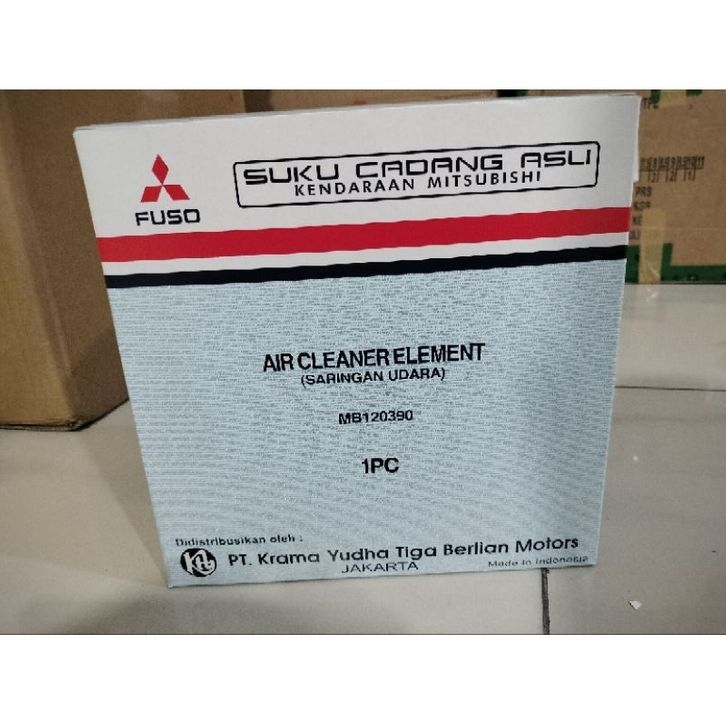 FUSO
SUKU CADANG ASLI
KENDARAAN MITSUBISHI
AIR CLEANER ELEMENT
(SARINGAN UDARA)
MB120390
1PC
Didistribusikan oleh :
PT. Krama Yudha Tiga Berlian Motors
JAKARTA
Made in Indonesia